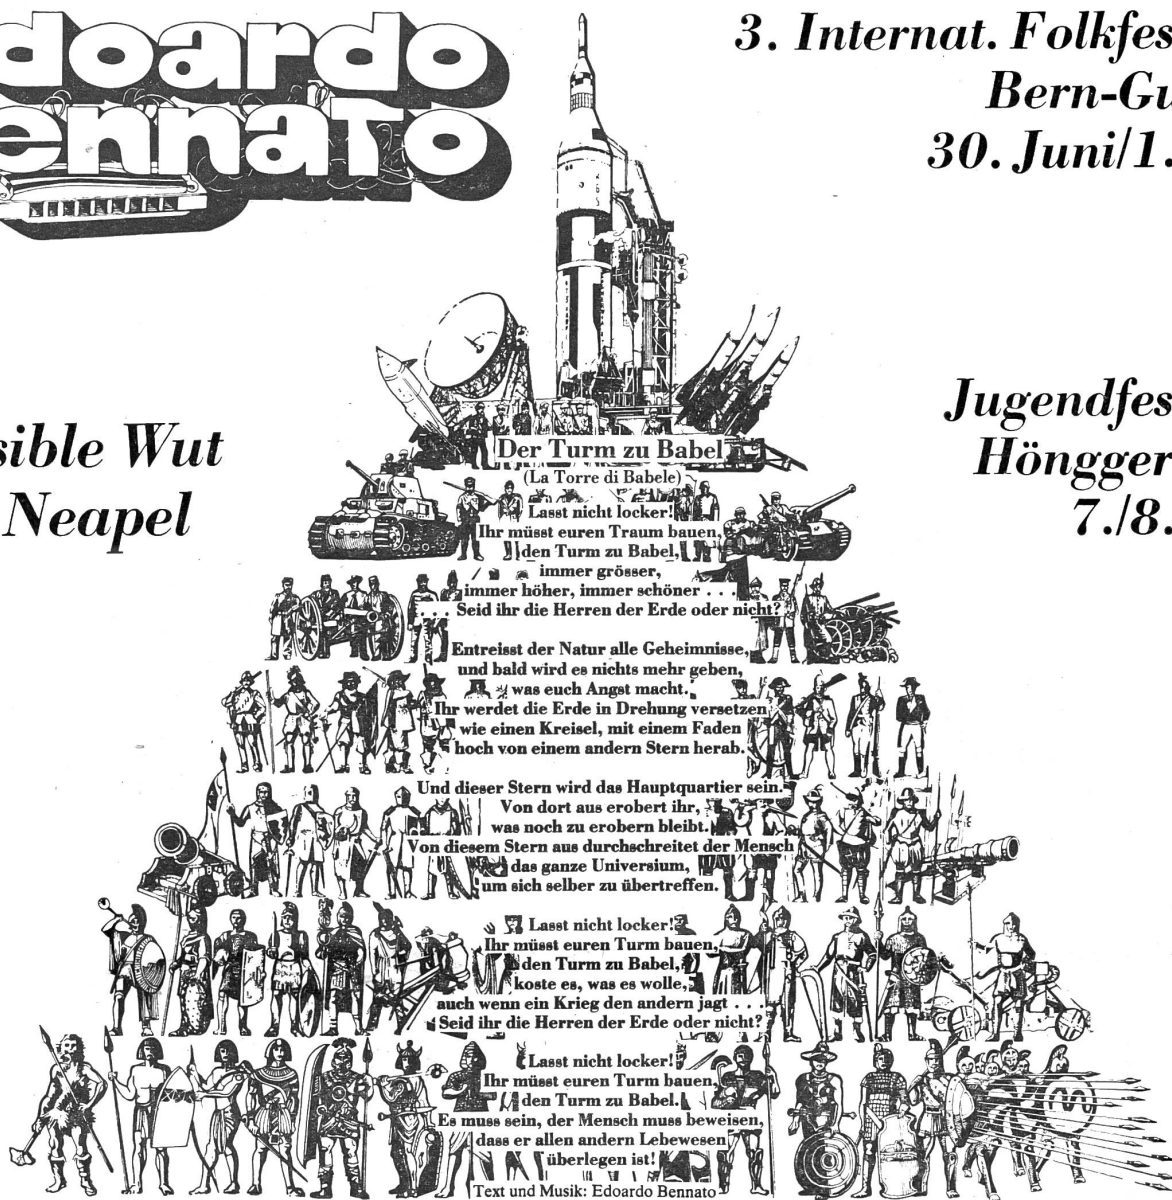 doardo
ennato
3. Internat. Folkfes
Bern-Gu
30. Juni/1.
sible Wut
Neapel
Jugendfes
Höngger
7./8.
Der Turm zu Babel
(La Torre di Babele)
Lasst nicht locker!
Ihr müsst euren Traum bauen,
den Turm zu Babel,
immer grösser,
immer höher, immer schöner . . .
. . . Seid ihr die Herren der Erde oder nicht?
Entreisst der Natur alle Geheimnisse,
und bald wird es nichts mehr geben,
was euch Angst macht.
Ihr werdet die Erde in Drehung versetzen
wie einen Kreisel, mit einem Faden
hoch von einem andern Stern herab.
Und dieser Stern wird das Hauptquartier sein.
Von dort aus erobert ihr,
was noch zu erobern bleibt.
Von diesem Stern aus durchschreitet der Mensch
das ganze Universium,
um sich selber zu übertreffen.
Lasst nicht locker!
Ihr müsst euren Turm bauen,
den Turm zu Babel,
koste es, was es wolle,
auch wenn ein Krieg den andern jagt . . .
Seid ihr die Herren der Erde oder nicht?
Lasst nicht locker!
Ihr müsst euren Turm bauen,
den Turm zu Babel.
Es muss sein, der Mensch muss beweisen,
dass er allen andern Lebewesen
überlegen ist!
Text und Musik: Edoardo Bennato